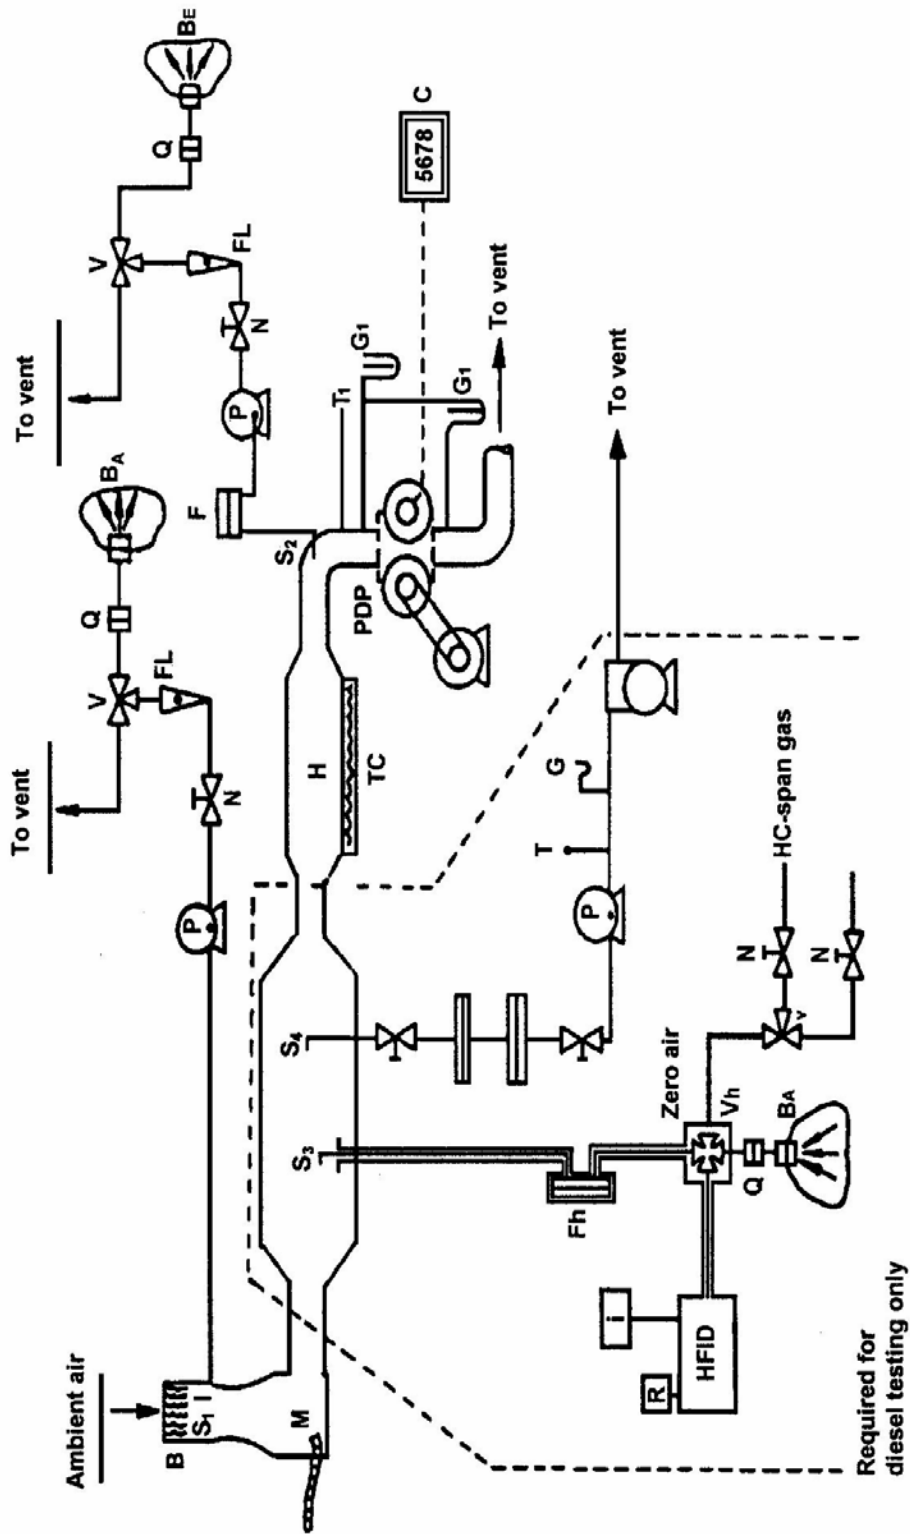 Ambient air
B
S1
I
M
To vent
V
Q
BA
FL
N
P
To vent
V
Q
BE
FL
N
P
F
S2
T1
G1
G1
C
5678
PDP
To vent
H
TC
S4
S3
P
T
G
To vent
Fh
Zero air
Vh
Q
BA
N
HC-span gas
N
v
i
R
HFID
Required for
diesel testing only